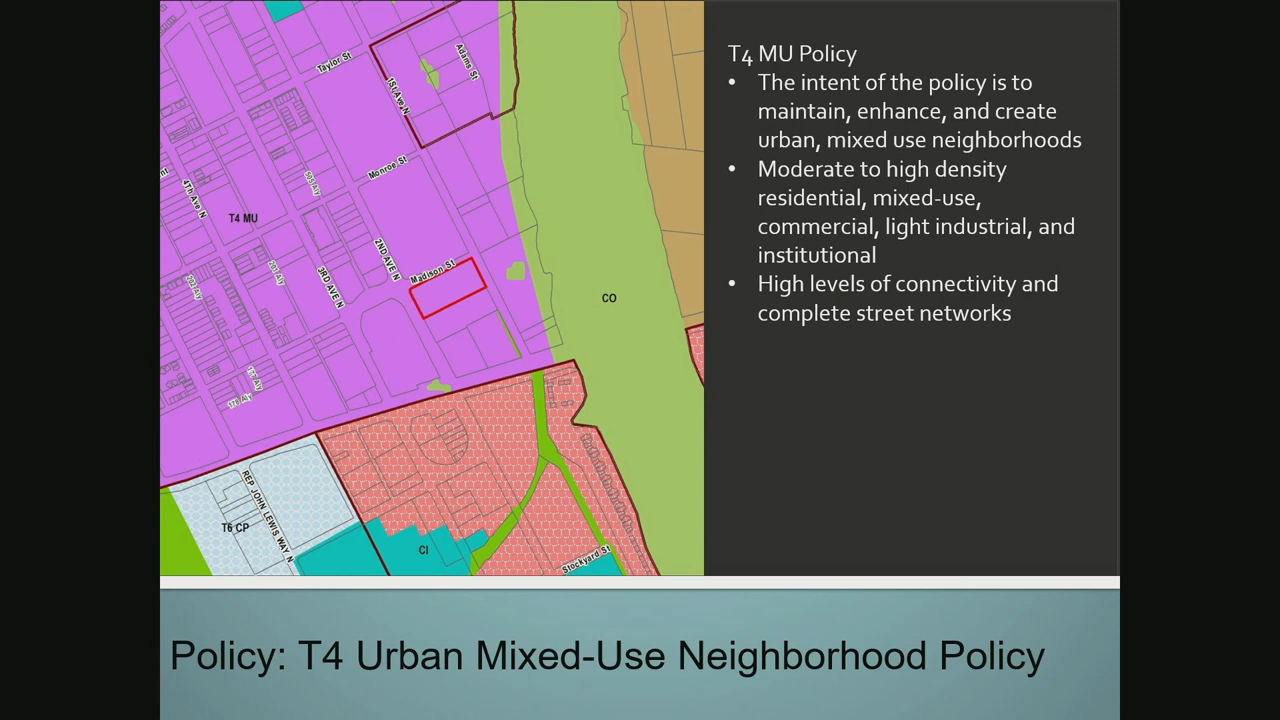 Taylor St
Adams St
1St Ave N
Monroe St
4Th Ave N
T4 MU
2ND AVE N
3RD AVE N
Madison St
CO
REP JOHN LEWIS WAY N
T6 CP
CI
Stockyard St
T4 MU Policy
• The intent of the policy is to
maintain, enhance, and create
urban, mixed use neighborhoods
• Moderate to high density
residential, mixed-use,
commercial, light industrial, and
institutional
• High levels of connectivity and
complete street networks
Policy: T4 Urban Mixed-Use Neighborhood Policy